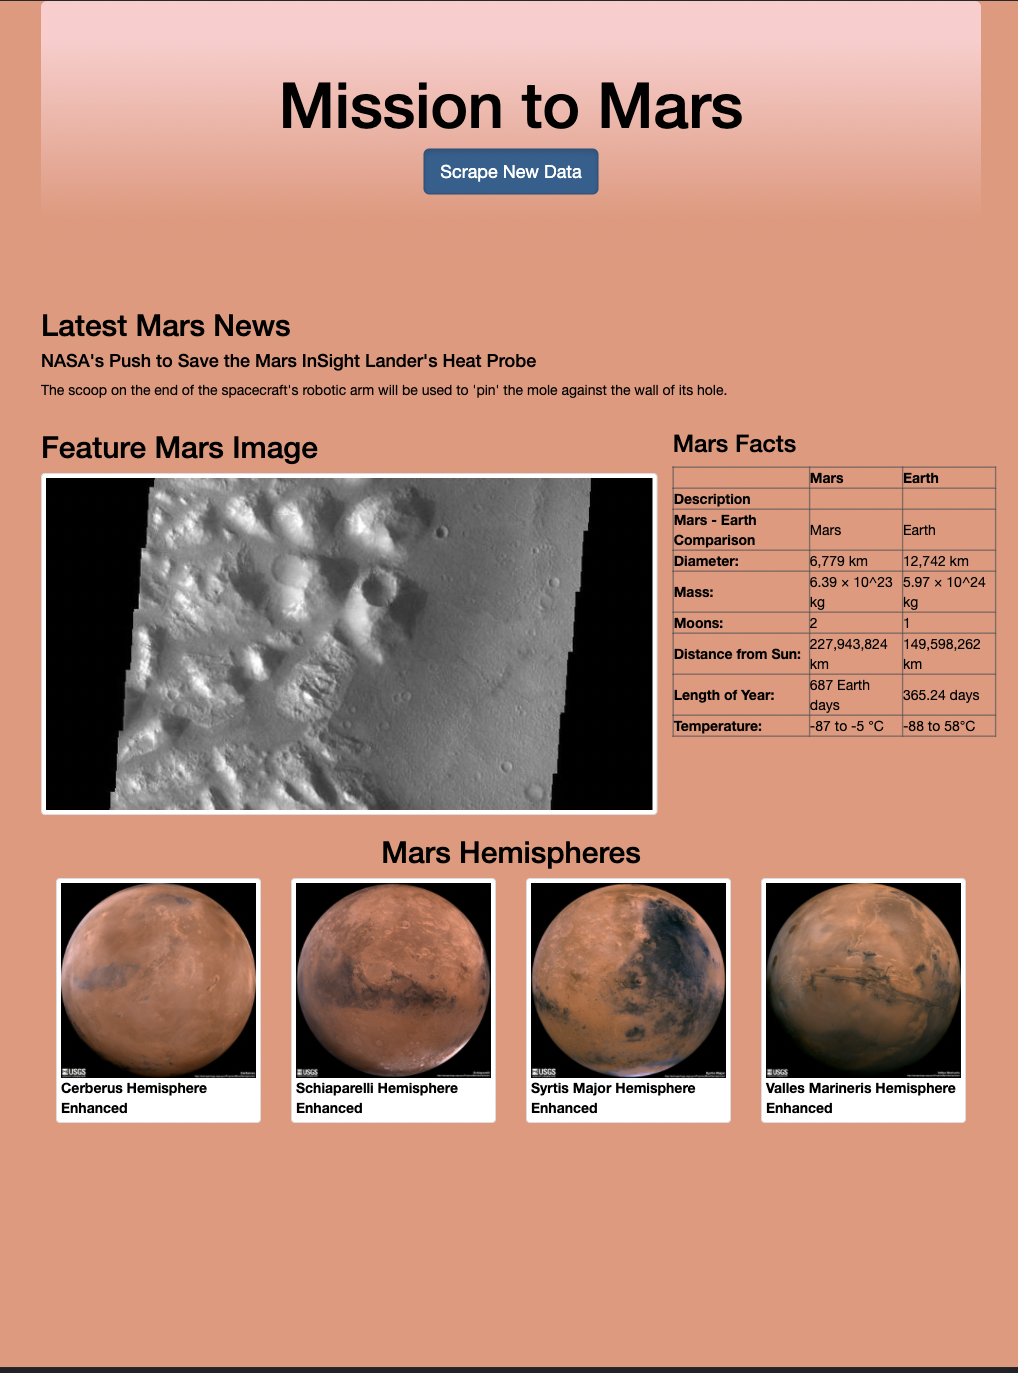 Mission to Mars
Scrape New Data
Latest Mars News
NASA's Push to Save the Mars InSight Lander's Heat Probe
The scoop on the end of the spacecraft's robotic arm will be used to 'pin' the mole against the wall of its hole.
Feature Mars Image
Mars Facts
Mars Earth
Description
Mars - Earth
Comparison
Mars Earth
Diameter: 6,779 km 12,742 km
Mass: 6.39 × 10^23
kg 5.97 × 10^24
kg
Moons: 2 1
Distance from Sun: 227,943,824
km 149,598,262
km
Length of Year: 687 Earth
days 365.24 days
Temperature: -87 to -5 °C -88 to 58°C
Mars Hemispheres
USGS
Cerberus Hemisphere
Enhanced
USGS
Schiaparelli Hemisphere
Enhanced
USGS
Syrtis Major Hemisphere
Enhanced
USGS
Valles Marineris Hemisphere
Enhanced